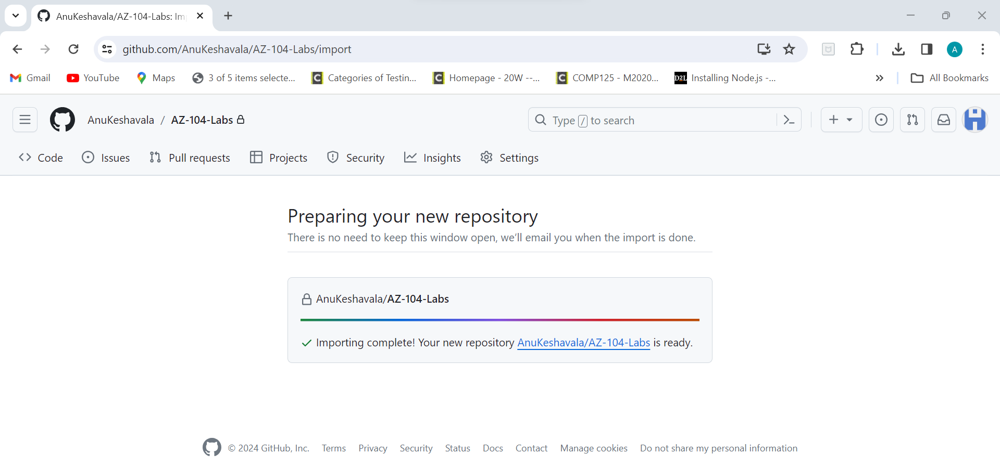 AnuKeshavala/AZ-104-Labs: Im
github.com/AnuKeshavala/AZ-104-Labs/import
A
Gmail YouTube Maps 3 of 5 items selecte... Categories of Testin... Homepage - 20W --... COMP125 - M2020... D2L Installing Node.js -... All Bookmarks
AnuKeshavala / AZ-104-Labs Type / to search
Code Issues Pull requests Projects Security Insights Settings
Preparing your new repository
There is no need to keep this window open, we’ll email you when the import is done.
AnuKeshavala/AZ-104-Labs
Importing complete! Your new repository AnuKeshavala/AZ-104-Labs is ready.
© 2024 GitHub, Inc. Terms Privacy Security Status Docs Contact Manage cookies Do not share my personal information